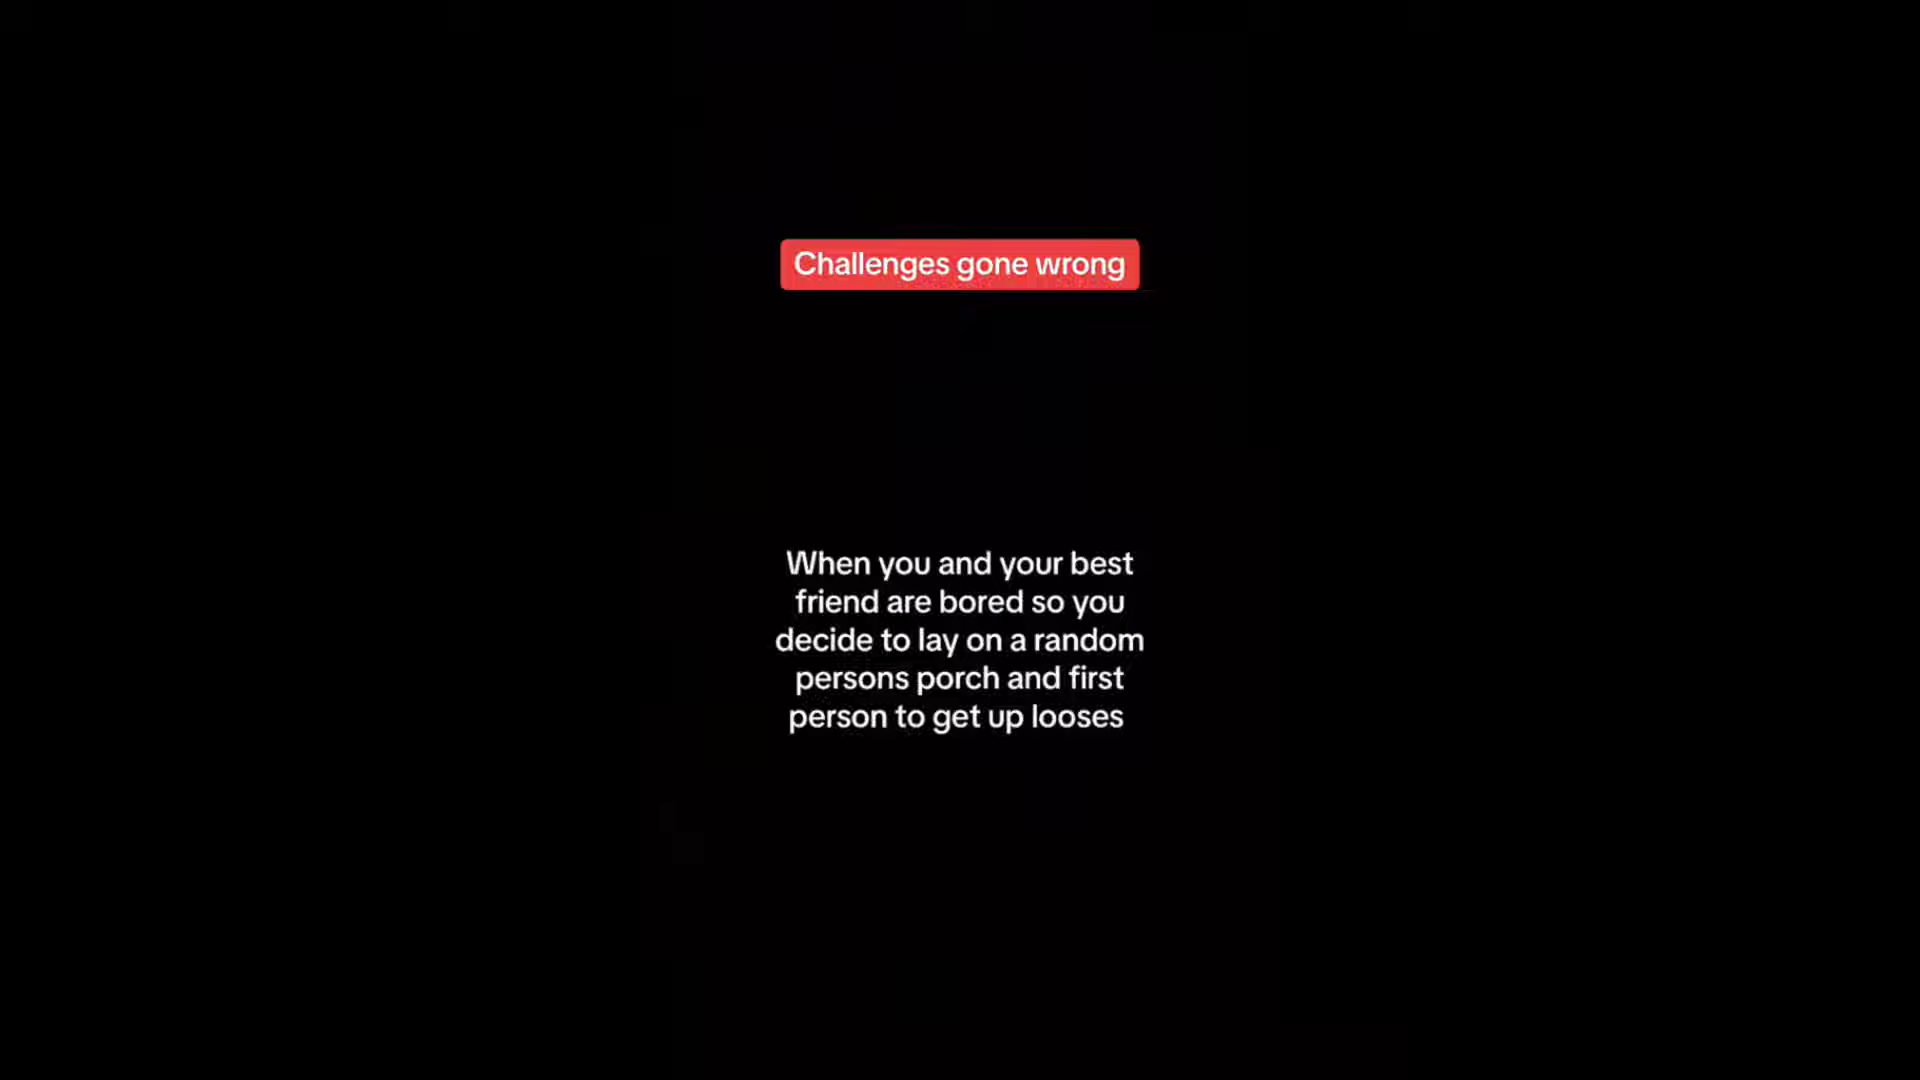 Challenges gone wrong
When you and your best
friend are bored so you
decide to lay on a random
persons porch and first
person to get up looses